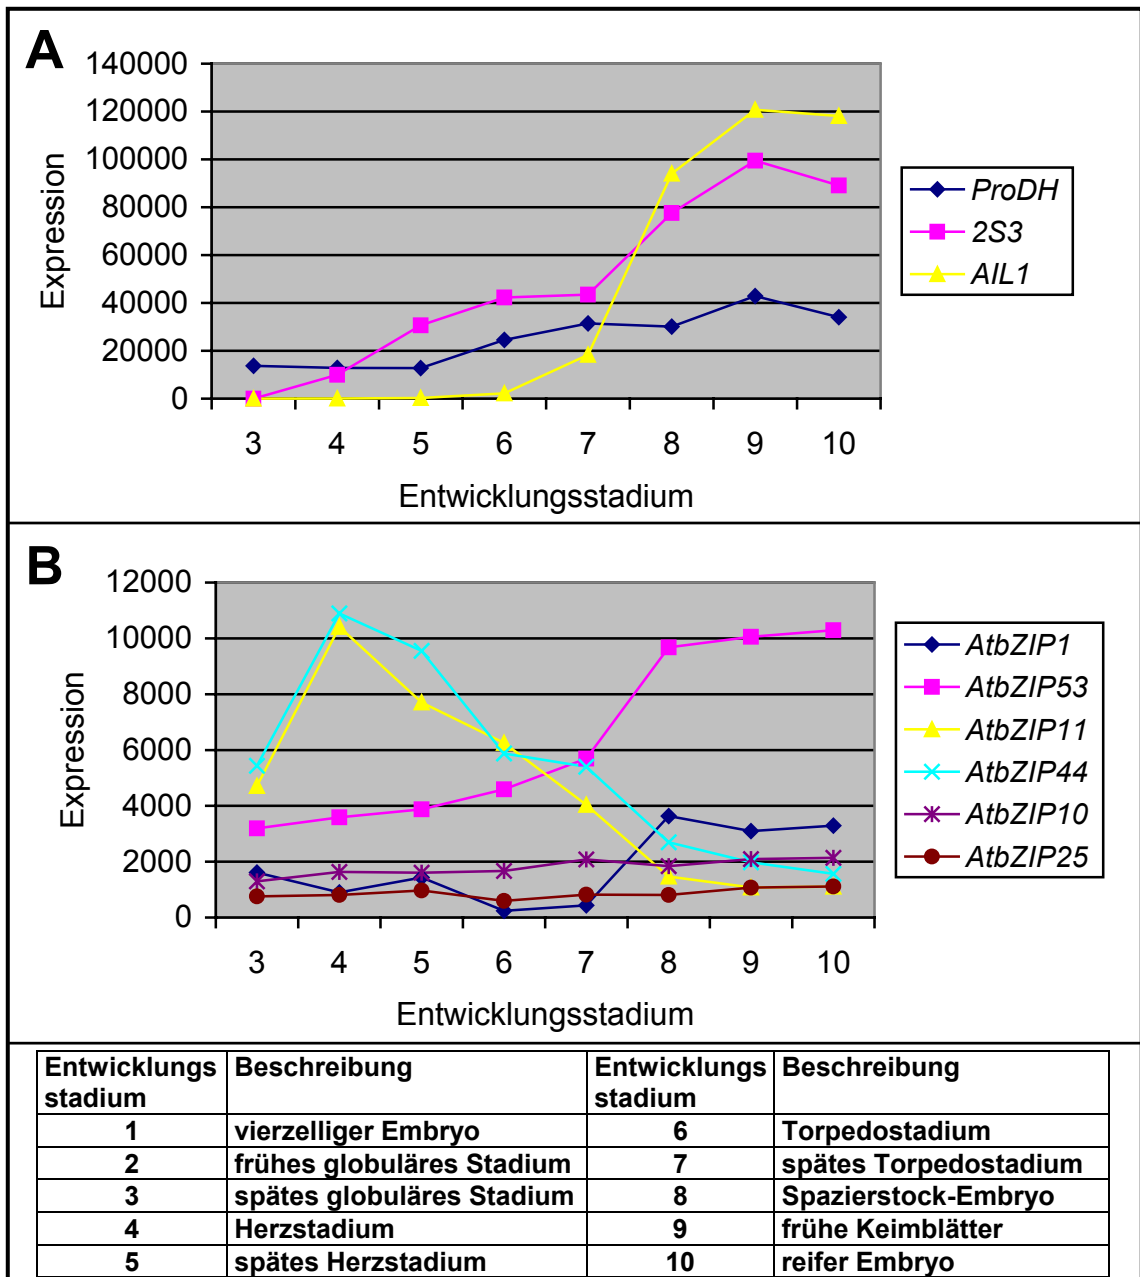 A
140000
120000
100000
80000
60000
40000
20000
0
Expression
3 4 5 6 7 8 9 10
Entwicklungsstadium
ProDH
2S3
AIL1
B
12000
10000
8000
6000
4000
2000
0
Expression
3 4 5 6 7 8 9 10
Entwicklungsstadium
AtbZIP1
AtbZIP53
AtbZIP11
AtbZIP44
AtbZIP10
AtbZIP25
Entwicklungs Beschreibung Entwicklungs Beschreibung
stadium stadium
1 vierzelliger Embryo 6 Torpedostadium
2 frühes globuläres Stadium 7 spätes Torpedostadium
3 spätes globuläres Stadium 8 Spazierstock-Embryo
4 Herzstadium 9 frühe Keimblätter
5 spätes Herzstadium 10 reifer Embryo